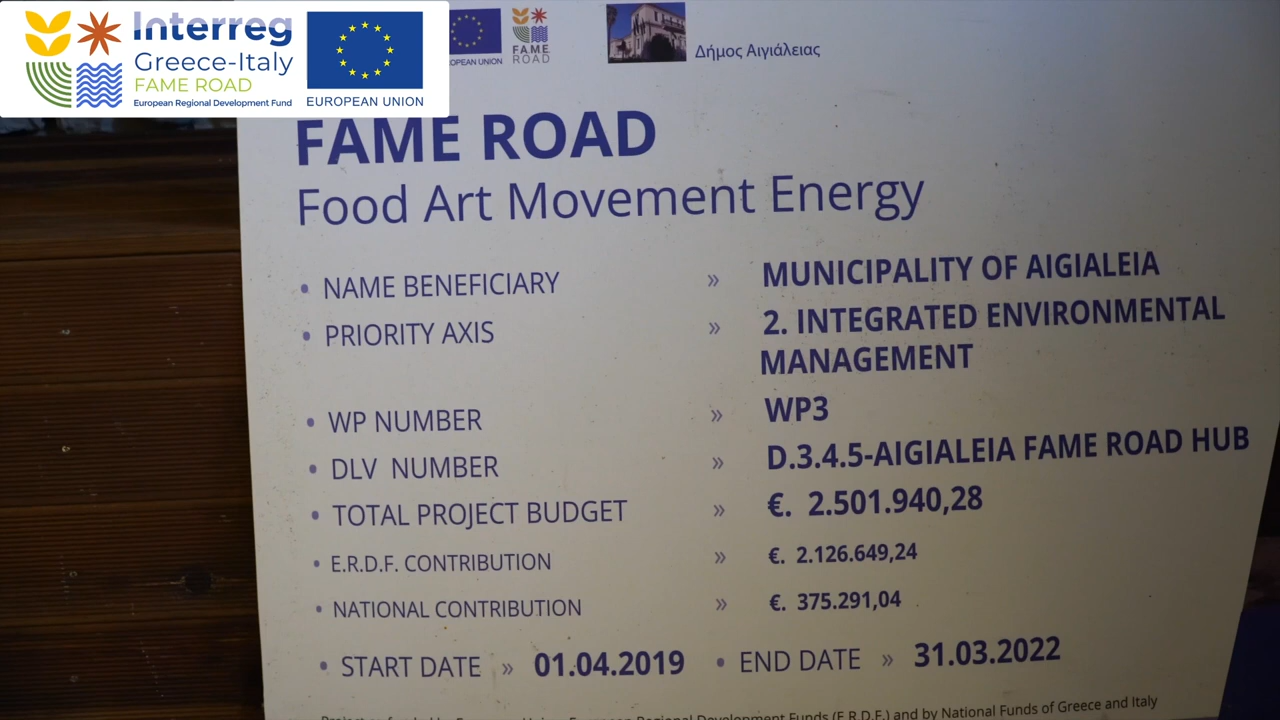 Interreg
Greece-Italy
FAME ROAD
European Regional Development Fund
EUROPEAN UNION
OPEAN UNION
FAME
ROAD
Δήμος Αιγιάλειας
FAME ROAD
Food Art Movement Energy
• NAME BENEFICIARY » MUNICIPALITY OF AIGIALEIA
• PRIORITY AXIS » 2. INTEGRATED ENVIRONMENTAL
MANAGEMENT
• WP NUMBER » WP3
• DLV NUMBER » D.3.4.5-AIGIALEIA FAME ROAD HUB
• TOTAL PROJECT BUDGET » €. 2.501.940,28
• E.R.D.F. CONTRIBUTION » €. 2.126.649,24
• NATIONAL CONTRIBUTION » €. 375.291,04
• START DATE » 01.04.2019 • END DATE » 31.03.2022
European Regional Development Funds (E.R.D.F.) and by National Funds of Greece and Italy